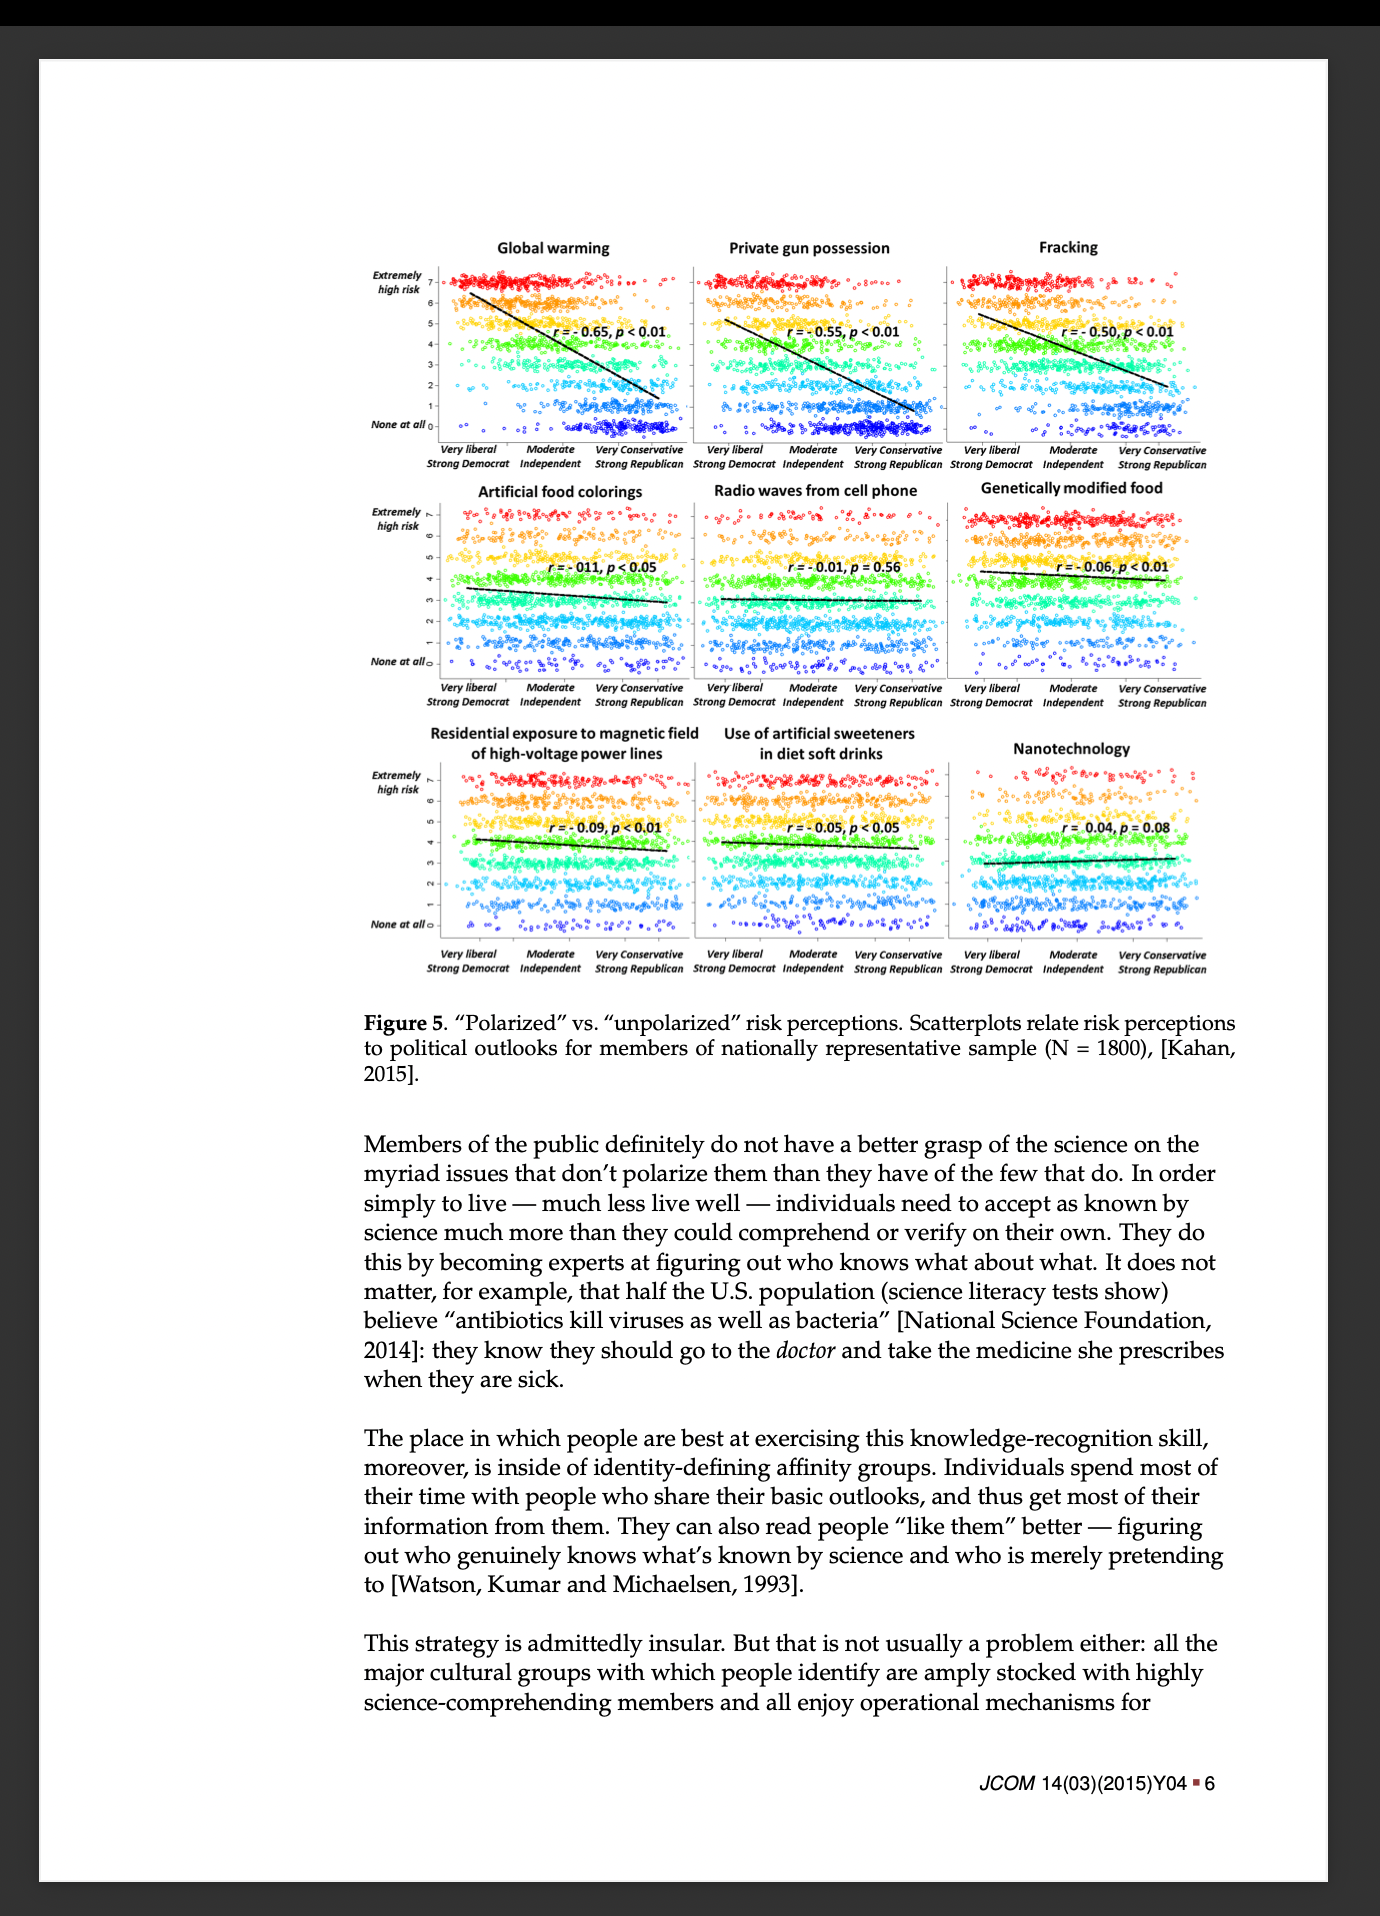 Global warming
Private gun possession
Fracking
Extremely
high risk
7
6
5
4
3
2
1
None at all 0
r = - 0.65, p < 0.01
r = - 0.55, p < 0.01
r = - 0.50, p < 0.01
Very liberal Moderate Very Conservative Very liberal Moderate Very Conservative Very liberal Moderate Very Conservative
Strong Democrat Independent Strong Republican Strong Democrat Independent Strong Republican Strong Democrat Independent Strong Republican
Artificial food colorings
Radio waves from cell phone
Genetically modified food
Extremely
high risk
7
6
5
4
3
2
1
None at all 0
r = - 011, p < 0.05
r = - 0.01, p = 0.56
r = - 0.06, p < 0.01
Very liberal Moderate Very Conservative Very liberal Moderate Very Conservative Very liberal Moderate Very Conservative
Strong Democrat Independent Strong Republican Strong Democrat Independent Strong Republican Strong Democrat Independent Strong Republican
Residential exposure to magnetic field
of high-voltage power lines
Use of artificial sweeteners
in diet soft drinks
Nanotechnology
Extremely
high risk
7
6
5
4
3
2
1
None at all 0
r = - 0.09, p < 0.01
r = - 0.05, p < 0.05
r = 0.04, p = 0.08
Very liberal Moderate Very Conservative Very liberal Moderate Very Conservative Very liberal Moderate Very Conservative
Strong Democrat Independent Strong Republican Strong Democrat Independent Strong Republican Strong Democrat Independent Strong Republican
Figure 5. “Polarized” vs. “unpolarized” risk perceptions. Scatterplots relate risk perceptions
to political outlooks for members of nationally representative sample (N = 1800), [Kahan,
2015].
Members of the public definitely do not have a better grasp of the science on the
myriad issues that don’t polarize them than they have of the few that do. In order
simply to live — much less live well — individuals need to accept as known by
science much more than they could comprehend or verify on their own. They do
this by becoming experts at figuring out who knows what about what. It does not
matter, for example, that half the U.S. population (science literacy tests show)
believe “antibiotics kill viruses as well as bacteria” [National Science Foundation,
2014]: they know they should go to the doctor and take the medicine she prescribes
when they are sick.
The place in which people are best at exercising this knowledge-recognition skill,
moreover, is inside of identity-defining affinity groups. Individuals spend most of
their time with people who share their basic outlooks, and thus get most of their
information from them. They can also read people “like them” better — figuring
out who genuinely knows what’s known by science and who is merely pretending
to [Watson, Kumar and Michaelsen, 1993].
This strategy is admittedly insular. But that is not usually a problem either: all the
major cultural groups with which people identify are amply stocked with highly
science-comprehending members and all enjoy operational mechanisms for
JCOM 14(03)(2015)Y04 ▪ 6